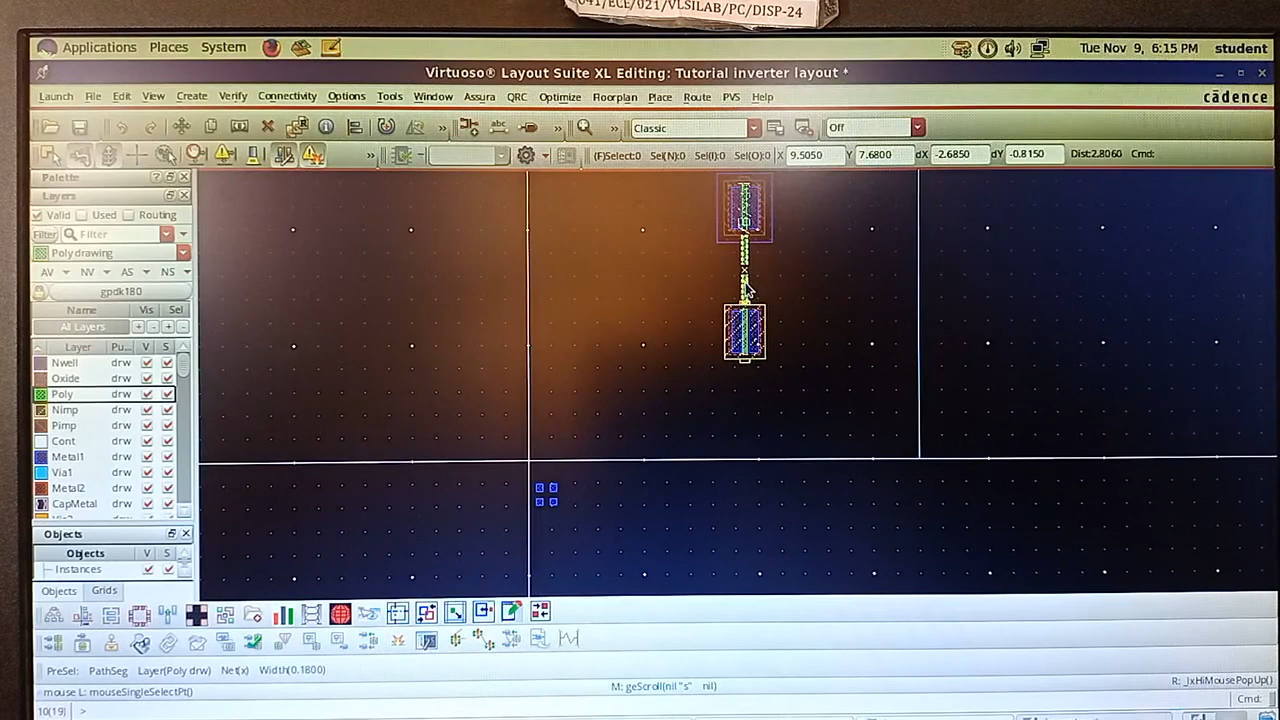 041/ECE/021/VLSILAB/PC/DISP-24
Applications Places System Tue Nov 9, 6:15 PM student
Virtuoso® Layout Suite XL Editing: Tutorial inverter layout *
Launch File Edit View Create Verify Connectivity Options Tools Window Assura QRC Optimize Floorplan Place Route PVS Help cādence
» » » Classic Off
» (F)Select:0 Sel(N):0 Sel(I):0 Sel(O):0 X 9.5050 Y 7.6800 dX -2.6850 dY -0.8150 Dist:2.8060 Cmd:
Palette
Layers
Valid Used Routing
Filter Filter
Poly drawing
AV NV AS NS
gpdk180
Name Vis Sel
All Layers + - + -
Layer Pu... V S
Nwell drw
Oxide drw
Poly drw
Nimp drw
Pimp drw
Cont drw
Metal1 drw
Via1 drw
Metal2 drw
CapMetal drw
Objects
Objects V S
Instances
Objects Grids
PreSel: PathSeg Layer(Poly drw) Net(x) Width(0.1800)
mouse L: mouseSingleSelectPt() M: geScroll(nil "s" nil) R: _JxHiMousePopUp()
10(19) > Cmd: